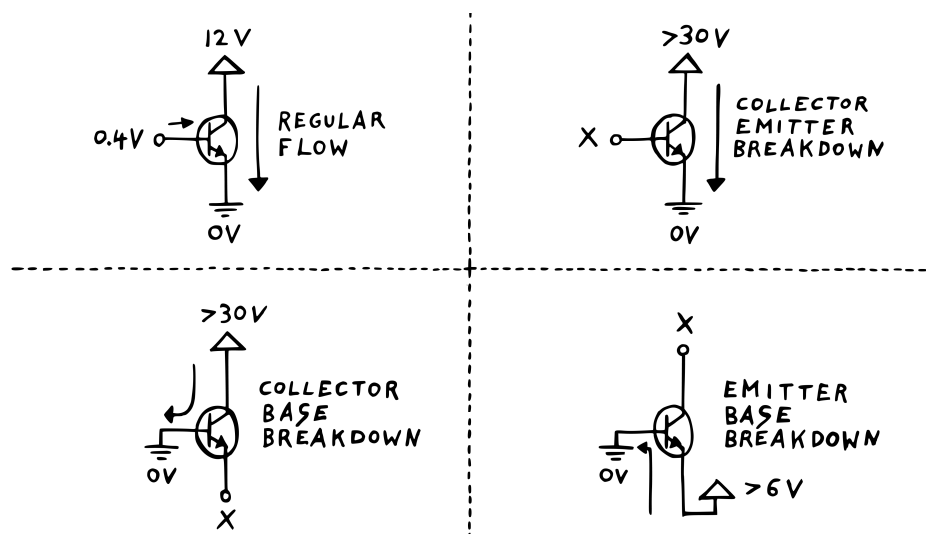 12V
0.4V
REGULAR
FLOW
0V
>30V
X
COLLECTOR
EMITTER
BREAKDOWN
0V
>30V
COLLECTOR
BASE
BREAKDOWN
0V
X
X
EMITTER
BASE
BREAKDOWN
0V
>6V